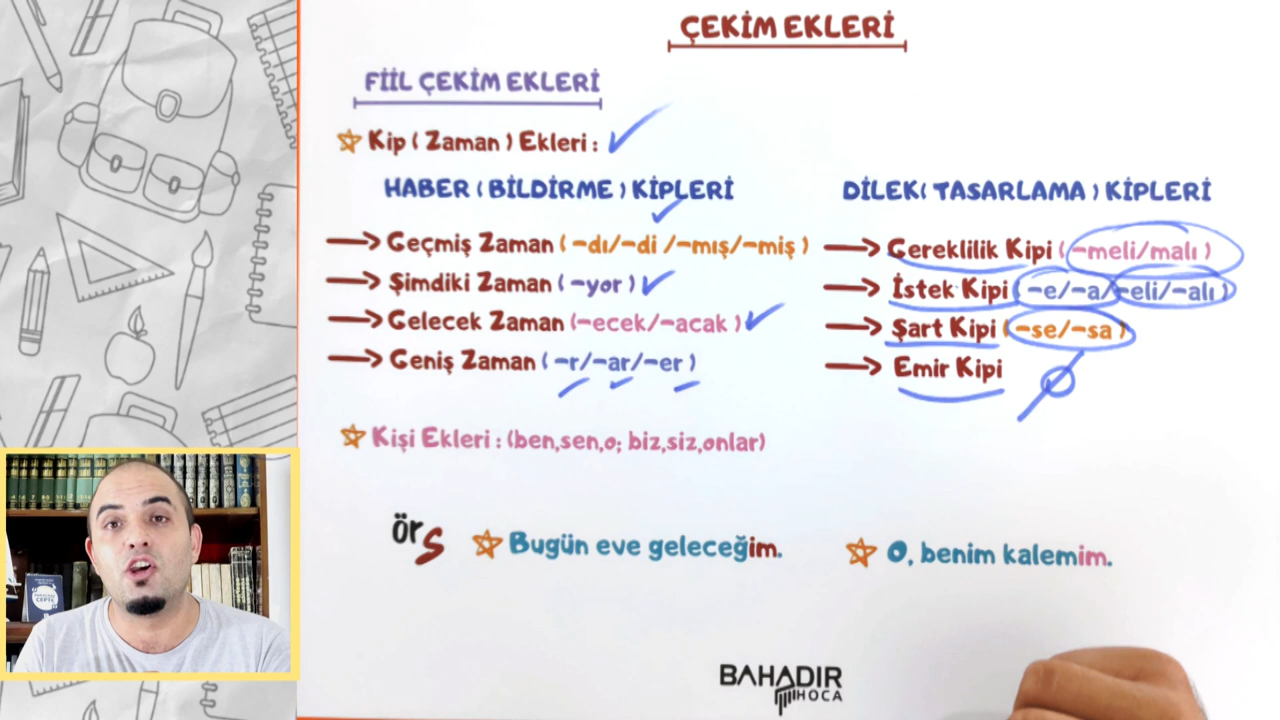 ÇEKİM EKLERİ
FİİL ÇEKİM EKLERİ
Kip ( Zaman ) Ekleri :
HABER ( BİLDİRME ) KİPLERİ
Geçmiş Zaman ( -dı/-di /-mış/-miş )
Şimdiki Zaman ( -yor )
Gelecek Zaman (-ecek/-acak )
Geniş Zaman ( -r/-ar/-er )
DİLEK( TASARLAMA ) KİPLERİ
Gereklilik Kipi ( -meli/malı )
İstek Kipi ( -e/-a/-eli/-alı )
Şart Kipi ( -se/-sa )
Emir Kipi
Kişi Ekleri : (ben,sen,o; biz,siz,onlar)
örs
Bugün eve geleceğim.
O, benim kalemim.
BAHADIR
HOCA